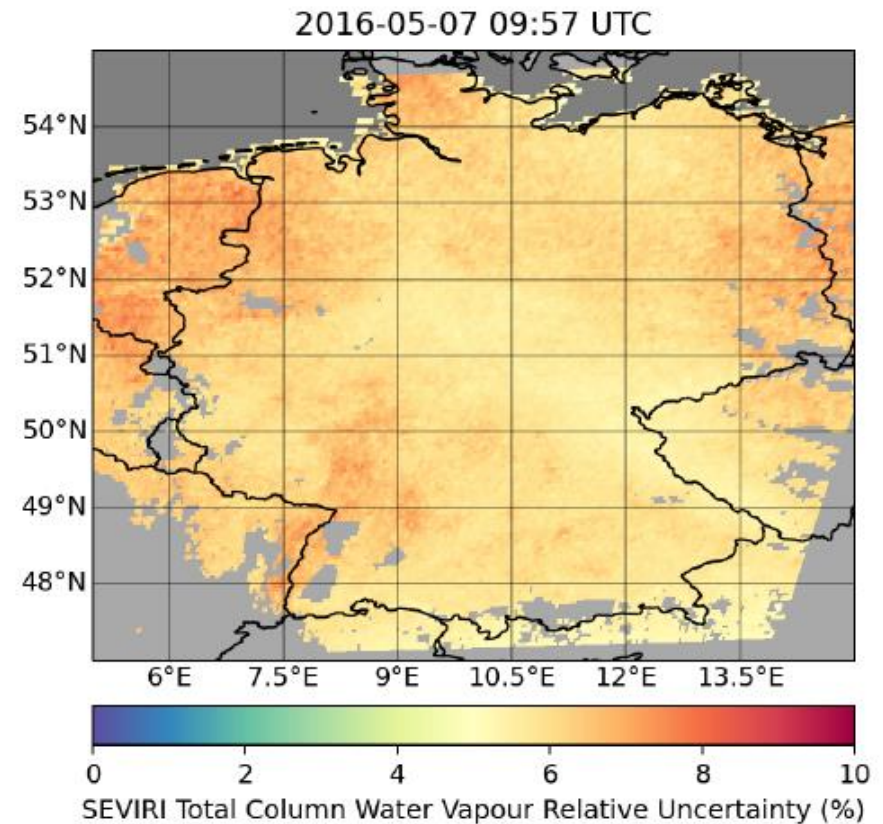 2016-05-07 09:57 UTC
54°N
53°N
52°N
51°N
50°N
49°N
48°N
6°E 7.5°E 9°E 10.5°E 12°E 13.5°E
0 2 4 6 8 10
SEVIRI Total Column Water Vapour Relative Uncertainty (%)